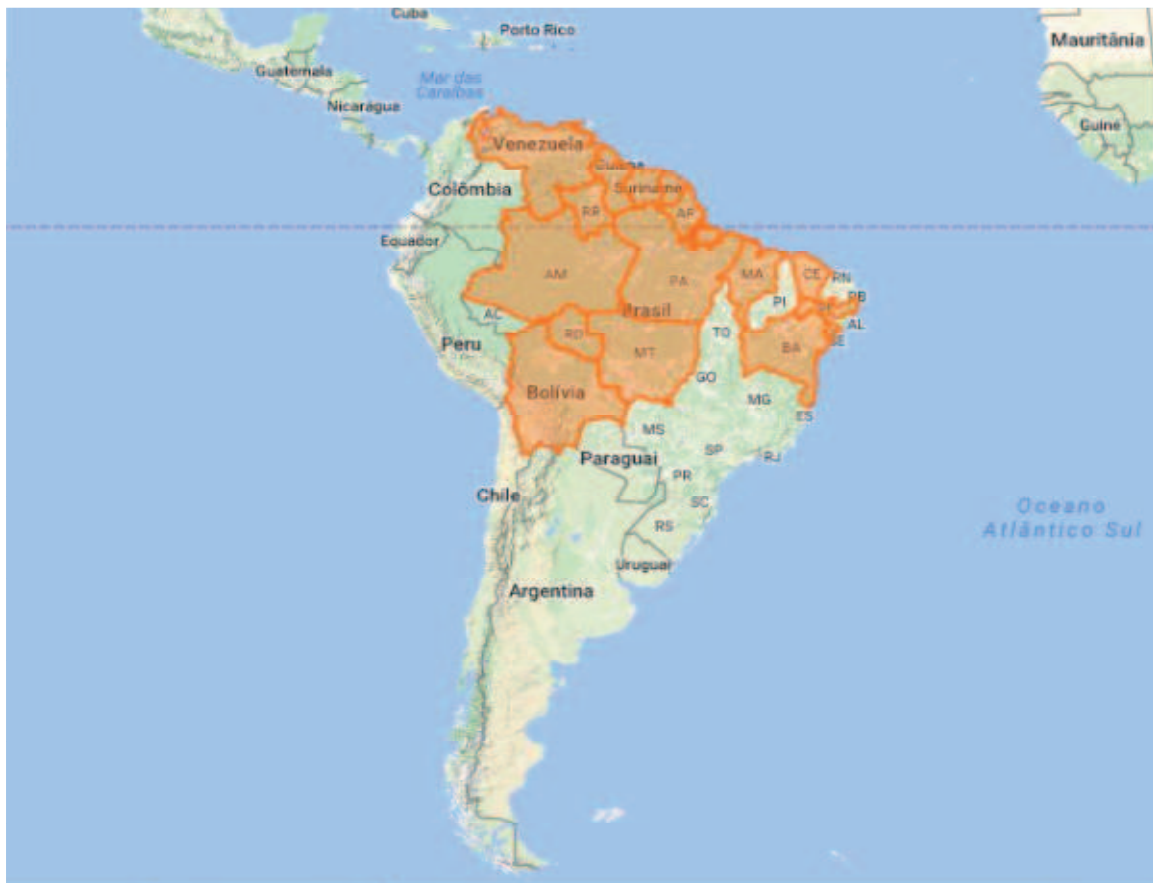 Cuba
Porto Rico
Mauritânia
Guatemala
Mar das
Caraíbas
Nicarágua
Guiné
Venezuela
Guiana
Colômbia
Suriname
RR
AP
Equador
AM
PA
MA
CE
RN
PI
PB
AC
Brasil
AL
TO
SE
Peru
RO
MT
BA
GO
Bolívia
MG
ES
MS
SP
RJ
Paraguai
PR
Chile
SC
RS
Oceano
Atlântico Sul
Uruguai
Argentina